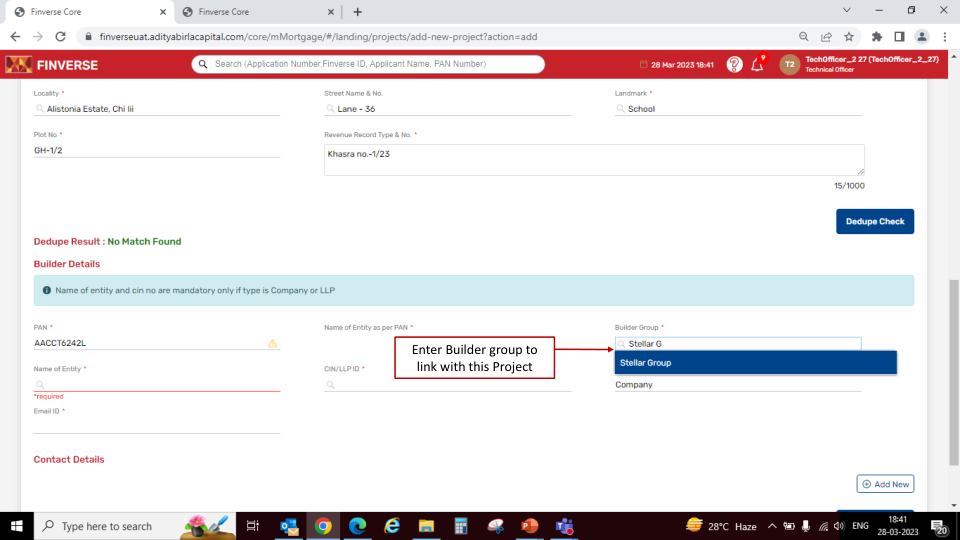 Finverse Core
Finverse Core
finverseuat.adityabirlacapital.com/core/mMortgage/#/landing/projects/add-new-project?action=add
FINVERSE
Search (Application Number,Finverse ID, Applicant Name, PAN Number)
28 Mar 2023 18:41
T2
TechOfficer_2 27 (TechOfficer_2_27)
Technical Officer
Locality *
Street Name & No.
Landmark *
Alistonia Estate, Chi Iii
Lane - 36
School
Plot No *
Revenue Record Type & No. *
GH-1/2
Khasra no.-1/23
15/1000
Dedupe Check
Dedupe Result : No Match Found
Builder Details
Name of entity and cin no are mandatory only if type is Company or LLP
PAN *
Name of Entity as per PAN *
Builder Group *
AACCT6242L
Stellar G
Enter Builder group to
link with this Project
Stellar Group
Name of Entity *
CIN/LLP ID *
Company
*required
Email ID *
Contact Details
Add New
Type here to search
28°C Haze
ENG
18:41
28-03-2023
20